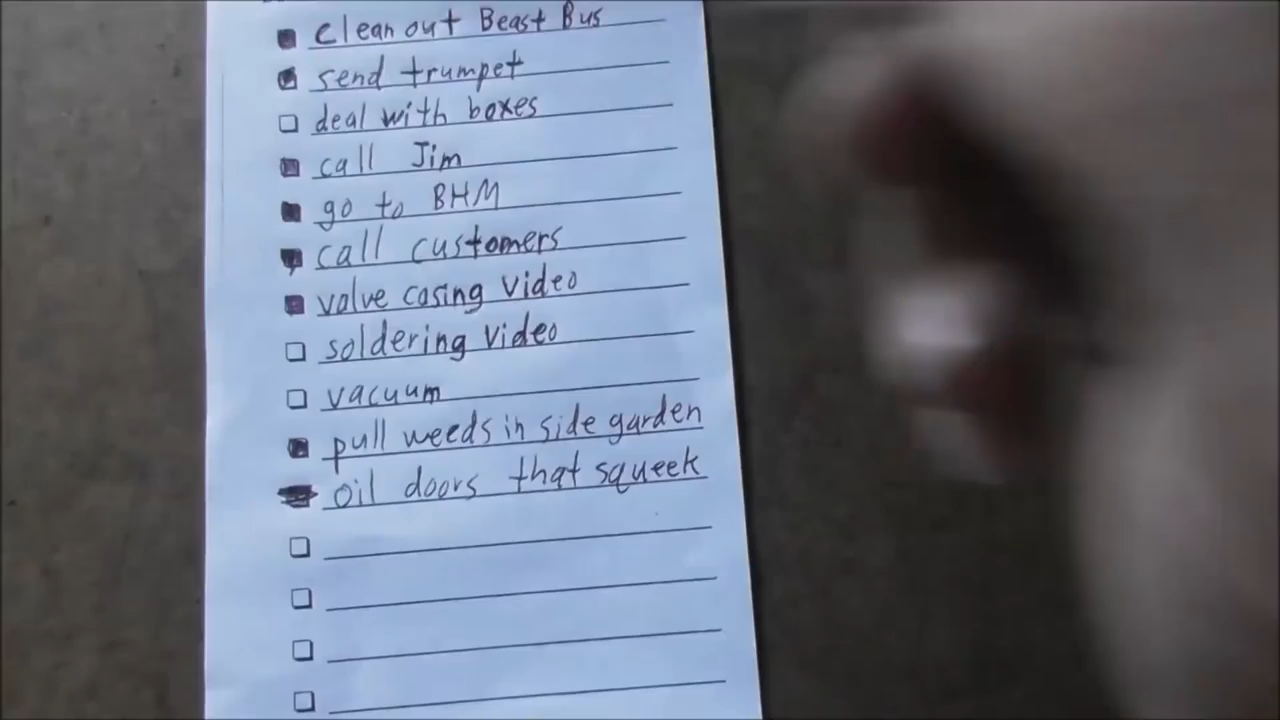 clean out Beast Bus
send trumpet
deal with boxes
call Jim
go to BHM
call customers
valve casing video
soldering video
vacuum
pull weeds in side garden
oil doors that squeek